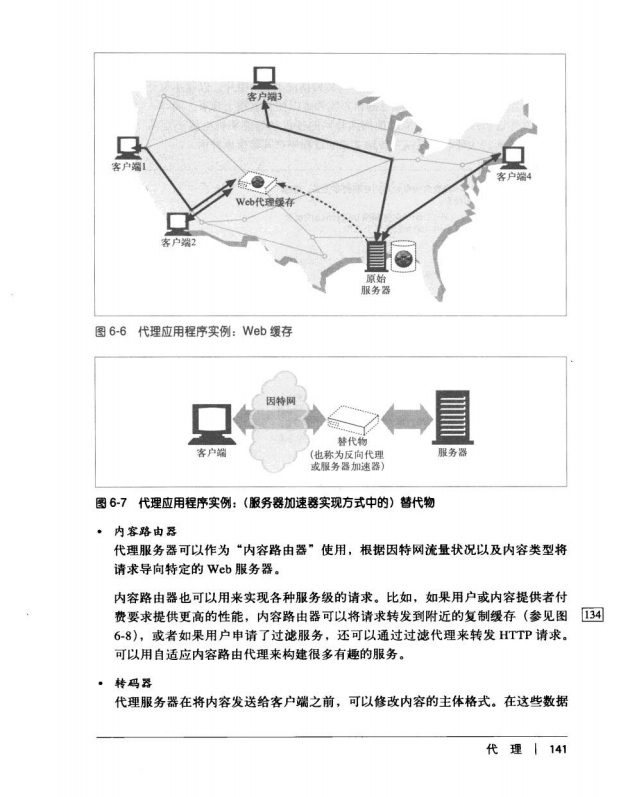 客户端3
客户端1
客户端4
Web代理缓存
客户端2
原始
服务器
图 6-6 代理应用程序实例：Web 缓存
因特网
替代物
客户端
（也称为反向代理
或服务器加速器）
服务器
图 6-7 代理应用程序实例：（服务器加速器实现方式中的）替代物
• 内容路由器
代理服务器可以作为“内容路由器”使用，根据因特网流量状况以及内容类型将
请求导向特定的 Web 服务器。
内容路由器也可以用来实现各种服务级的请求。比如，如果用户或内容提供者付
费要求提供更高的性能，内容路由器可以将请求转发到附近的复制缓存（参见图
134
6-8），或者如果用户申请了过滤服务，还可以通过过滤代理来转发 HTTP 请求。
可以用自适应内容路由代理来构建很多有趣的服务。
• 转码器
代理服务器在将内容发送给客户端之前，可以修改内容的主体格式。在这些数据
代 理 | 141